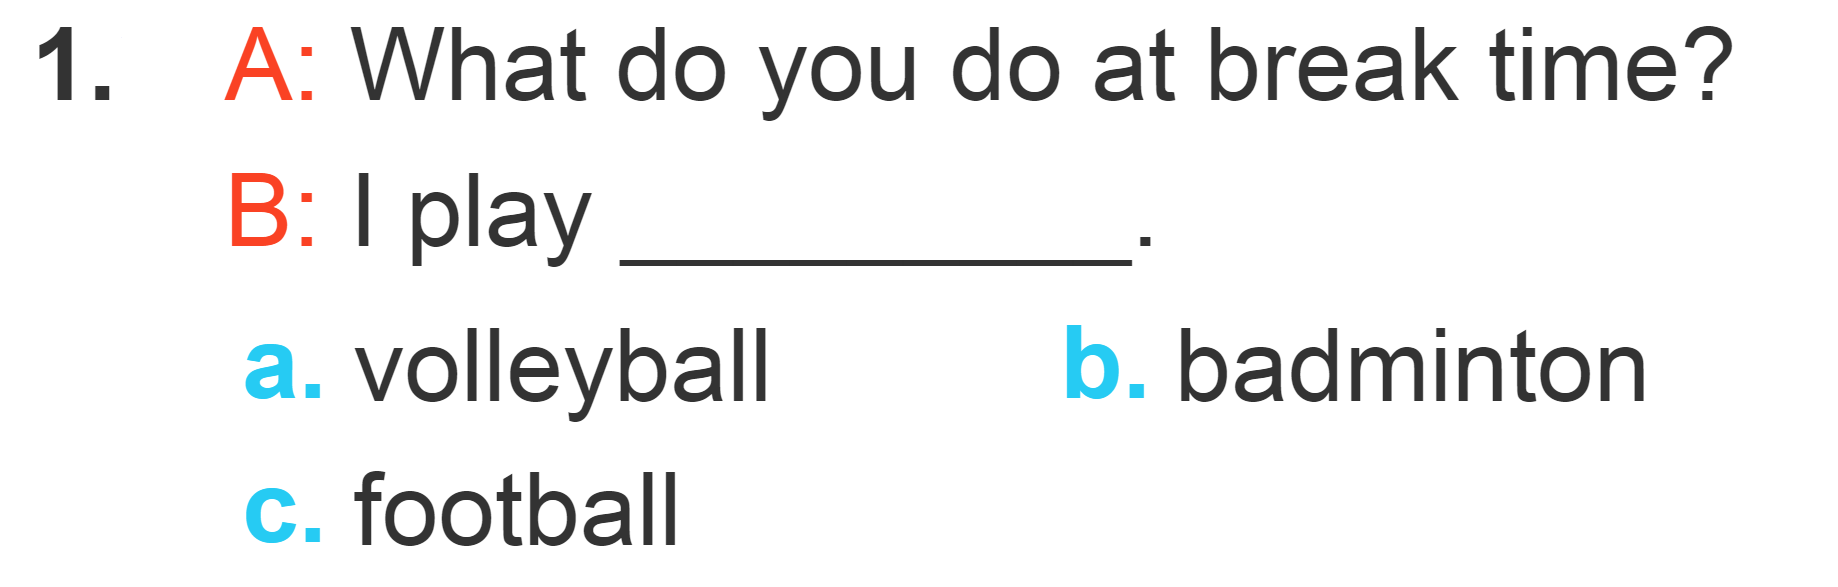 1. A: What do you do at break time?
B: I play __________.
a. volleyball b. badminton
c. football